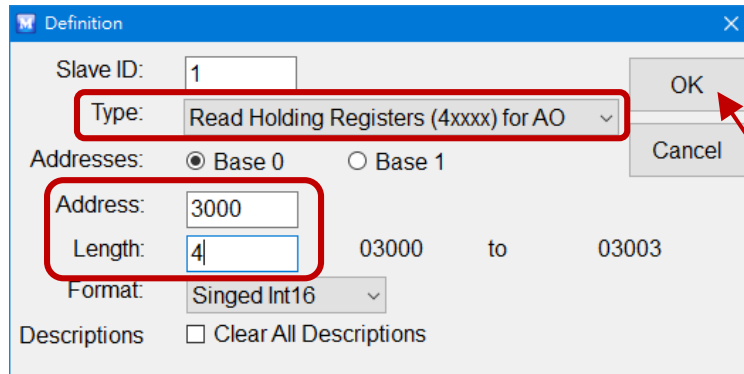 M Definition
Slave ID: 1
OK
Type: Read Holding Registers (4xxxx) for AO
Addresses: Base 0 Base 1
Cancel
Address: 3000
Length: 4 03000 to 03003
Format: Singed Int16
Descriptions Clear All Descriptions